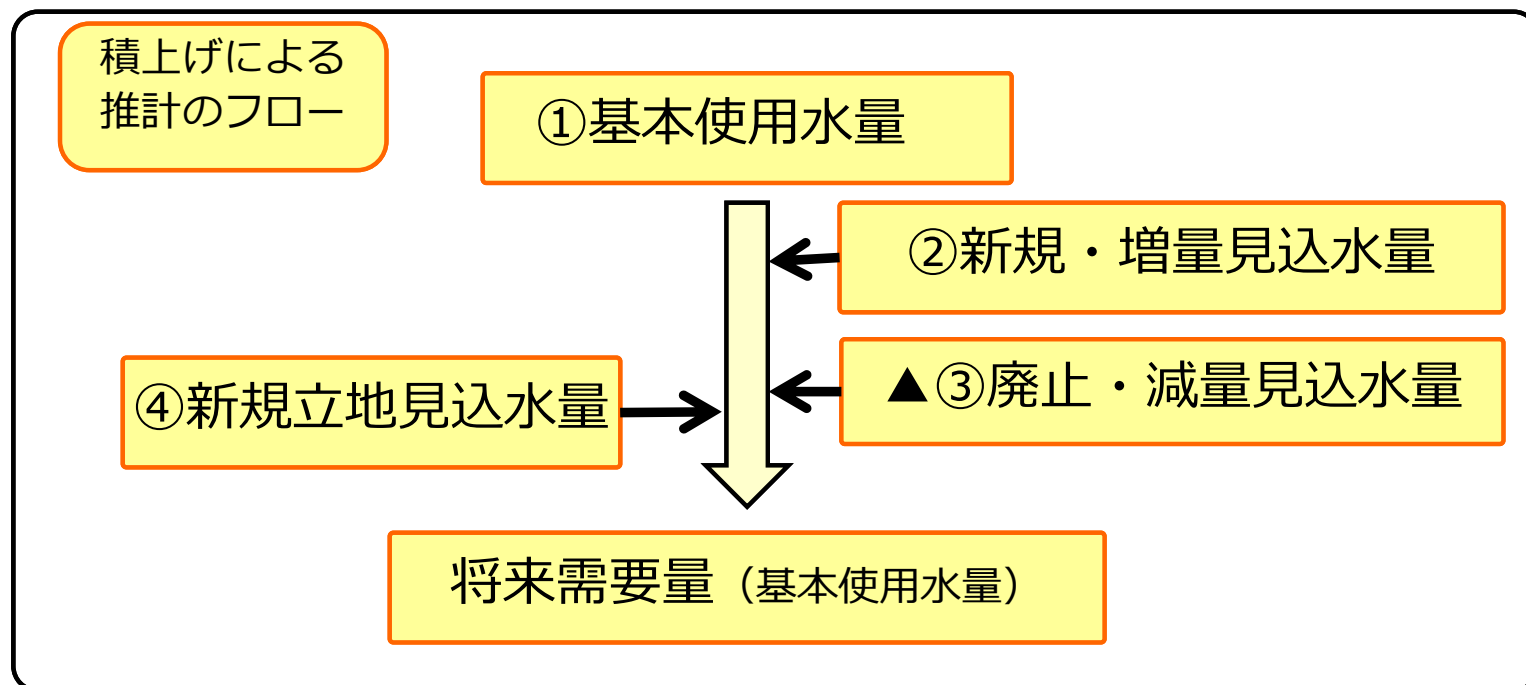 積上げによる
推計のフロー
①基本使用水量
②新規・増量見込水量
▲③廃止・減量見込水量
④新規立地見込水量
将来需要量（基本使用水量）